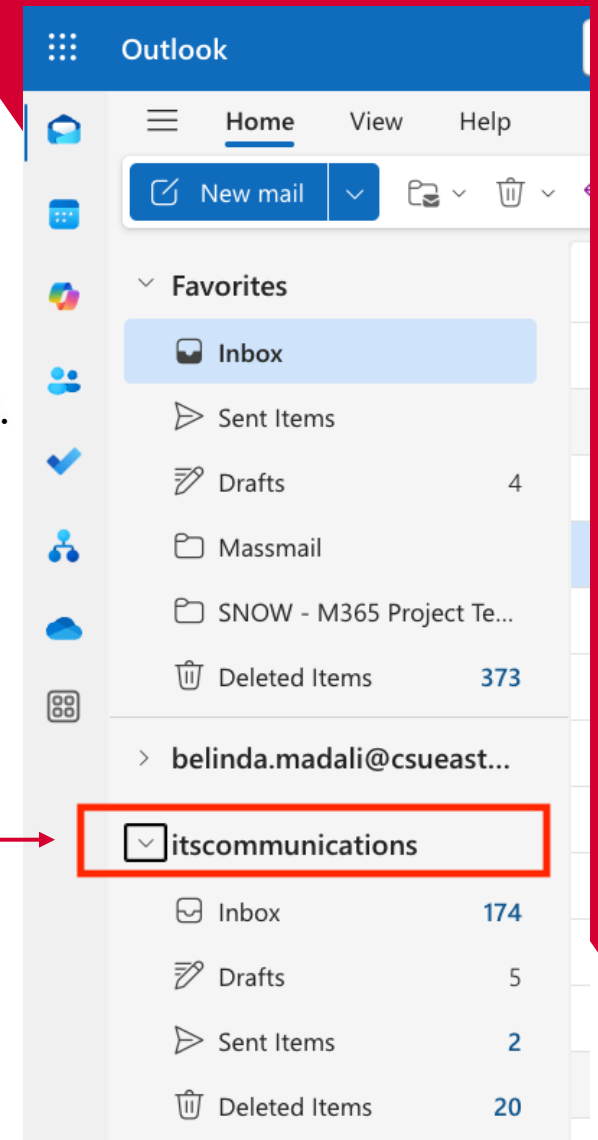 Outlook
Home View Help
New mail
Favorites
Inbox
Sent Items
.
Drafts 4
Massmail
SNOW - M365 Project Te...
Deleted Items 373
belinda.madali@csueast...
itscommunications
Inbox 174
Drafts 5
Sent Items 2
Deleted Items 20